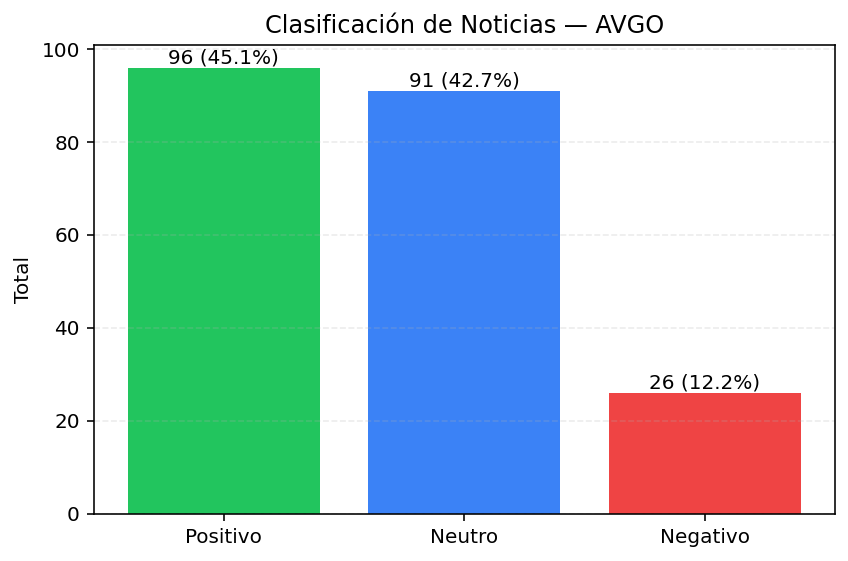 Clasificación de Noticias — AVGO
Total
100
80
60
40
20
0
96 (45.1%)
91 (42.7%)
26 (12.2%)
Positivo
Neutro
Negativo